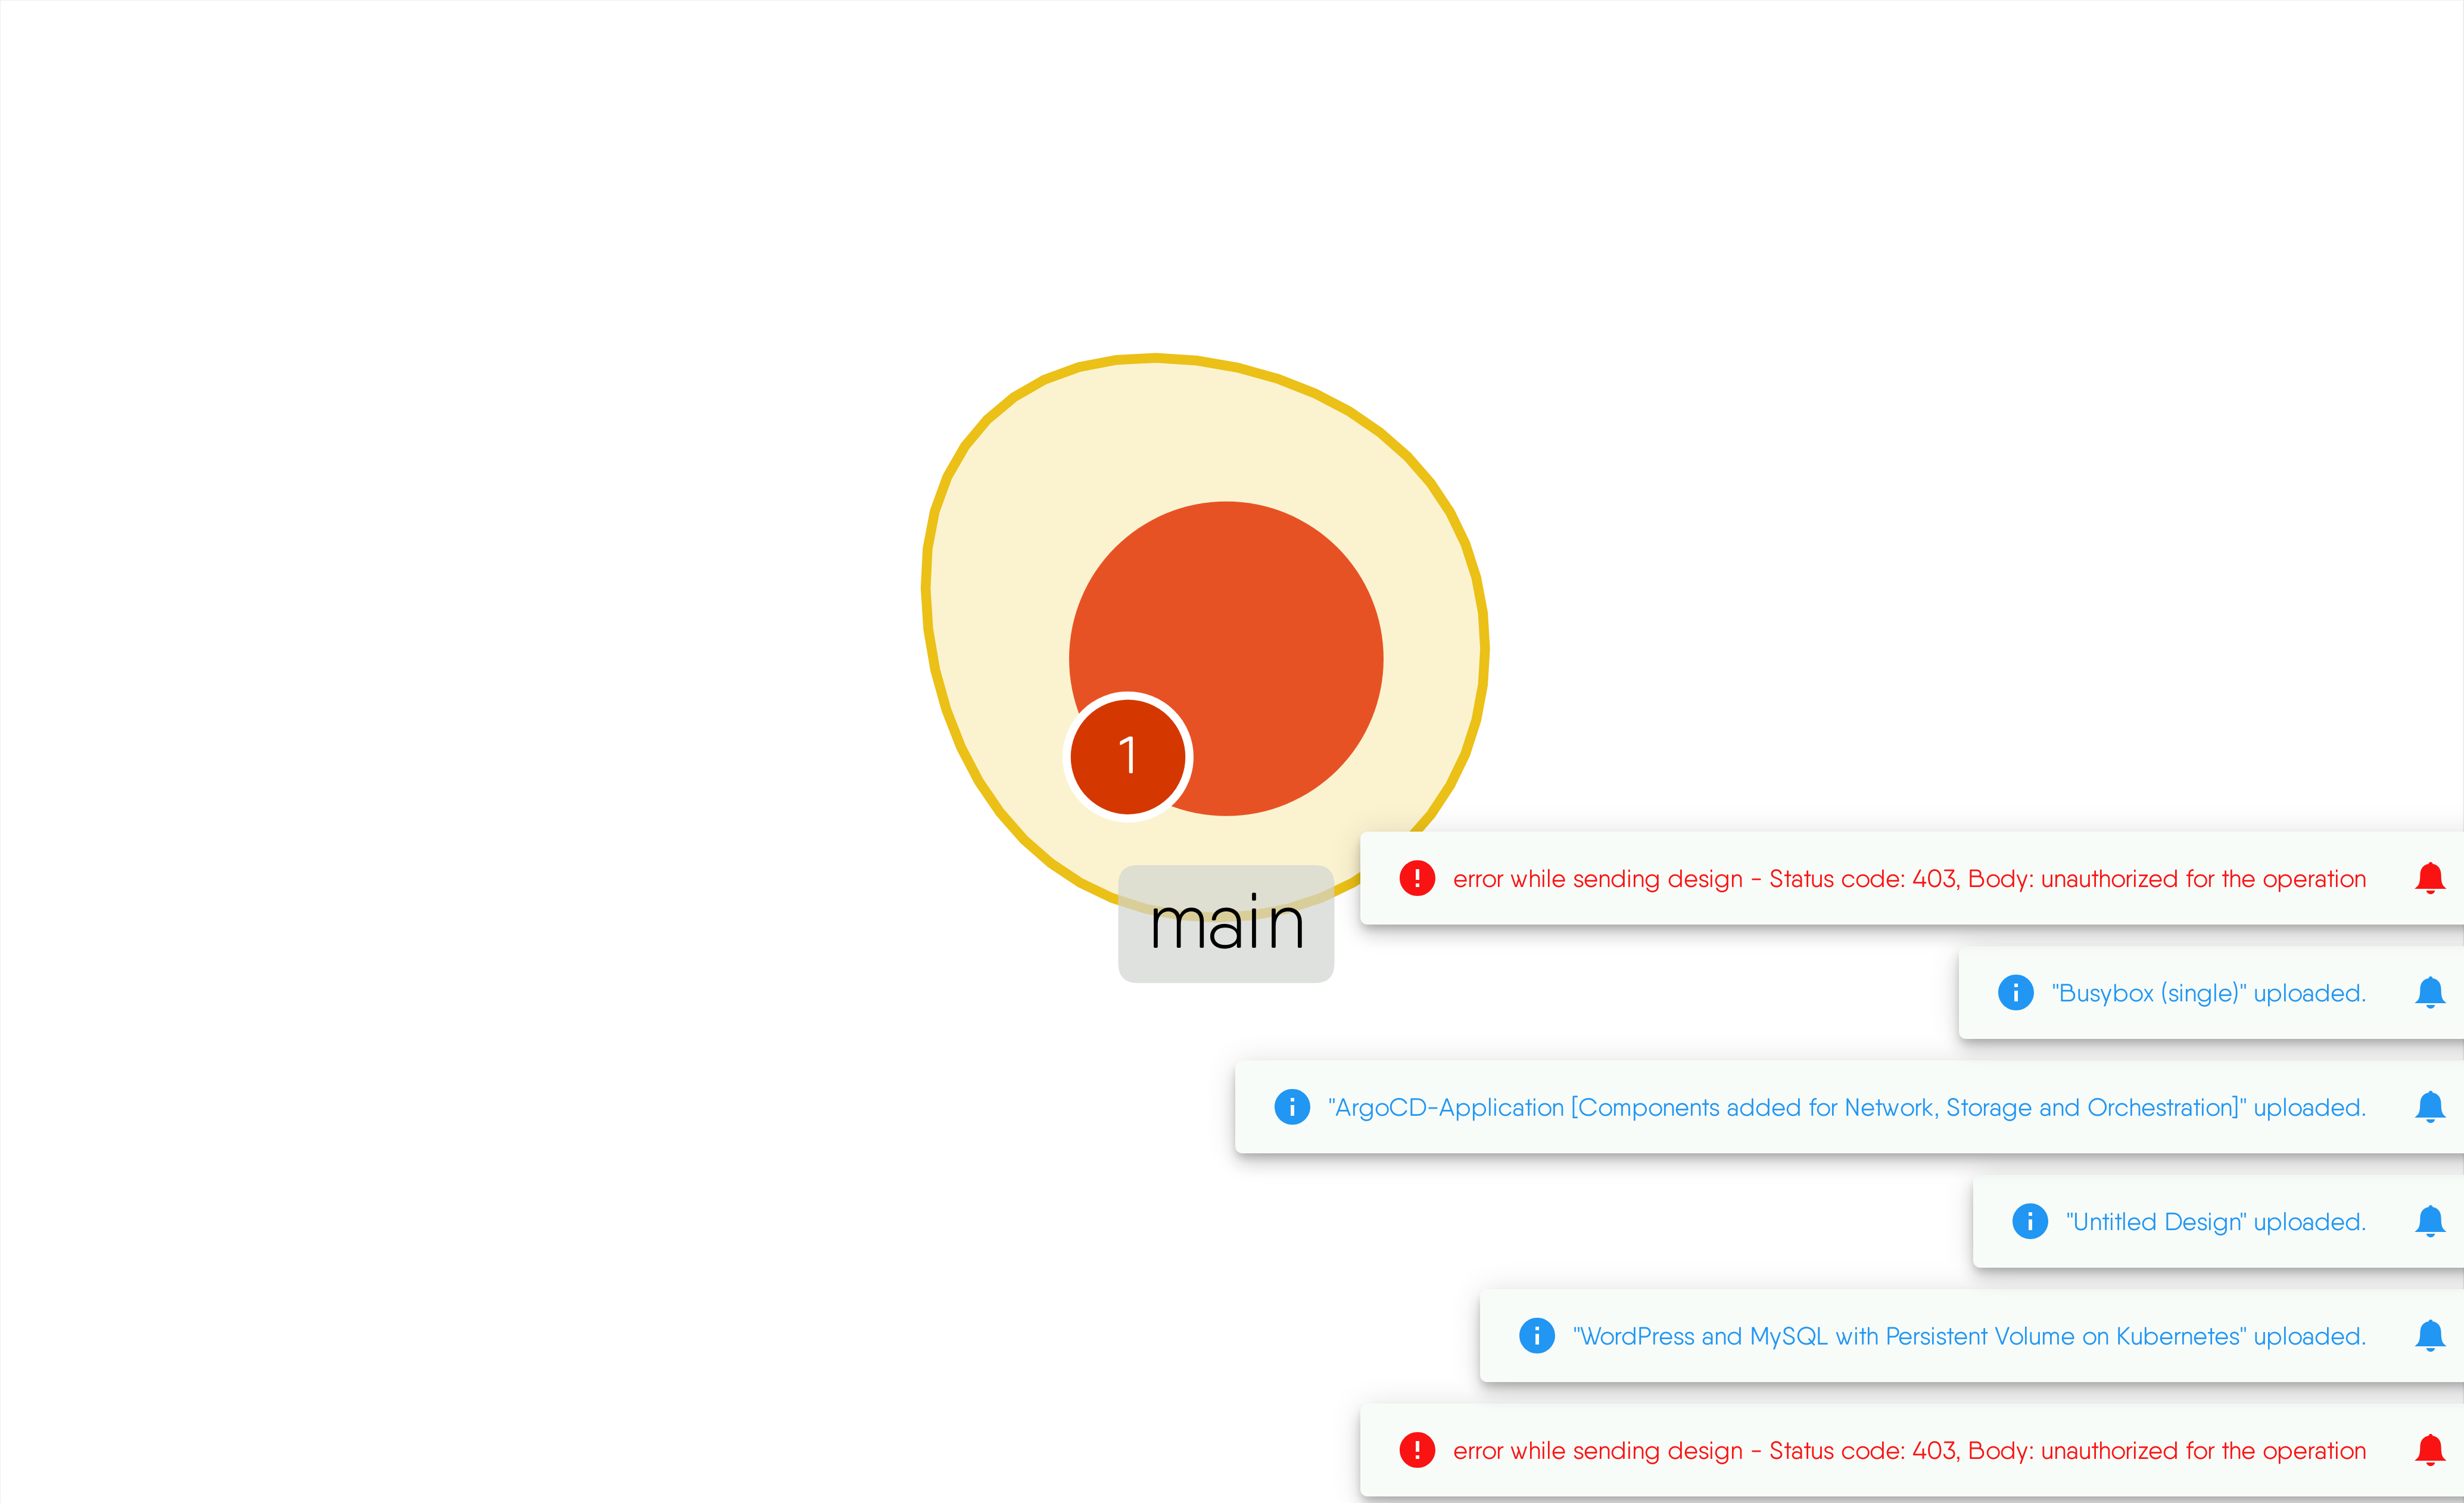 1
main
error while sending design - Status code: 403, Body: unauthorized for the operation
"Busybox (single)" uploaded.
"ArgoCD-Application [Components added for Network, Storage and Orchestration]" uploaded.
"Untitled Design" uploaded.
"WordPress and MySQL with Persistent Volume on Kubernetes" uploaded.
error while sending design - Status code: 403, Body: unauthorized for the operation